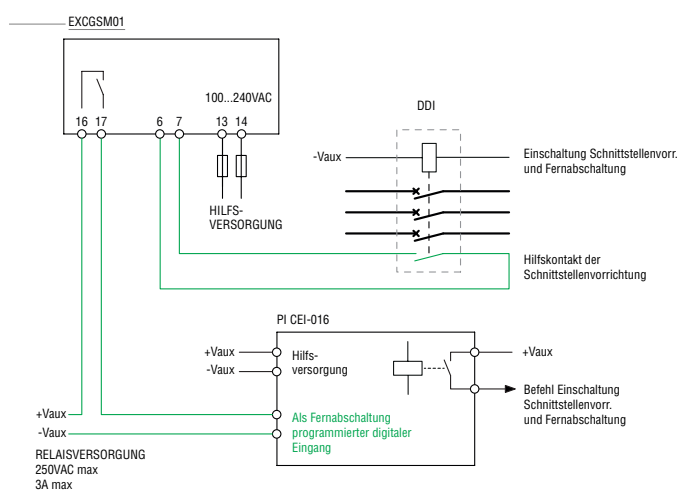 EXCGSM01
100...240VAC
16 17 6 7 13 14
HILFS-
VERSORGUNG
DDI
-Vaux
Einschaltung Schnittstellenvorr.
und Fernabschaltung
Hilfskontakt der
Schnittstellenvorrichtung
PI CEI-016
+Vaux
-Vaux
Hilfs-
versorgung
+Vaux
Befehl Einschaltung
Schnittstellenvorr.
und Fernabschaltung
Als Fernabschaltung
programmierter digitaler
Eingang
+Vaux
-Vaux
RELAISVERSORGUNG
250VAC max
3A max